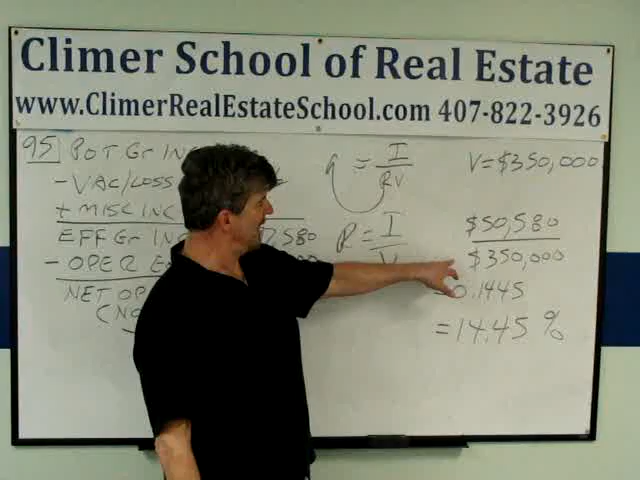 Climer School of Real Estate
www.ClimerRealEstateSchool.com 407-822-3926
95 POT Gr INC
- VAC/LOSS
+ MISC INC
EFF Gr INC 580
- OPER E
NET OP
(NO
= I
RV
R = I
V
V = $350,000
$50,580
$350,000
= 0.1445
= 14.45 %